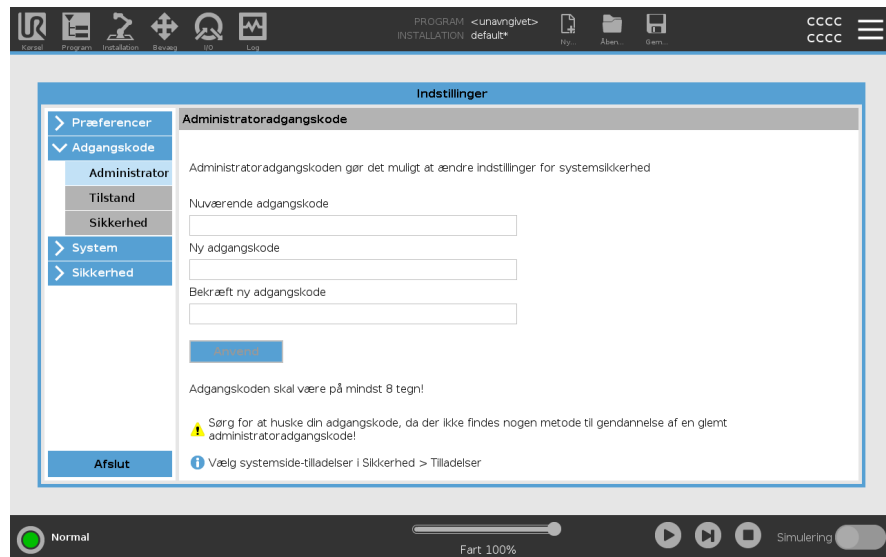 UR
PROGRAM <unavngivet>
INSTALLATION default*
CCCC
CCCC
Kørsel Program Installation Bevæg I/O Log
Ny... Åben... Gem...
Indstillinger
Præferencer
Adgangskode
Administrator
Tilstand
Sikkerhed
System
Sikkerhed
Afslut
Administratoradgangskode
Administratoradgangskoden gør det muligt at ændre indstillinger for systemsikkerhed
Nuværende adgangskode
Ny adgangskode
Bekræft ny adgangskode
Anvend
Adgangskoden skal være på mindst 8 tegn!
Sørg for at huske din adgangskode, da der ikke findes nogen metode til gendannelse af en glemt
administratoradgangskode!
Vælg systemside-tilladelser i Sikkerhed > Tilladelser
Normal
Fart 100%
Simulering